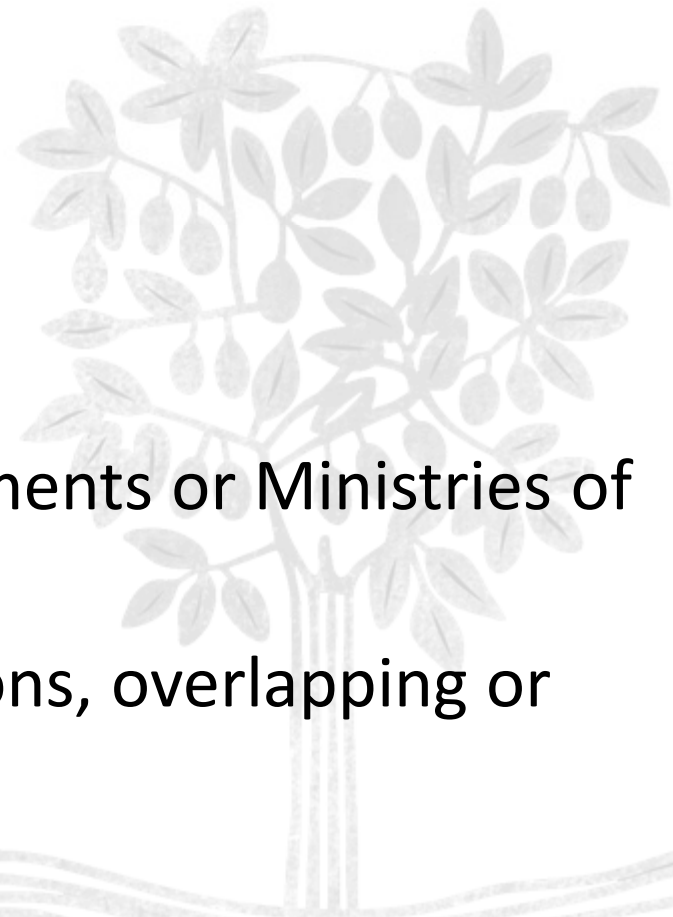 nents or Ministries of
ons, overlapping or